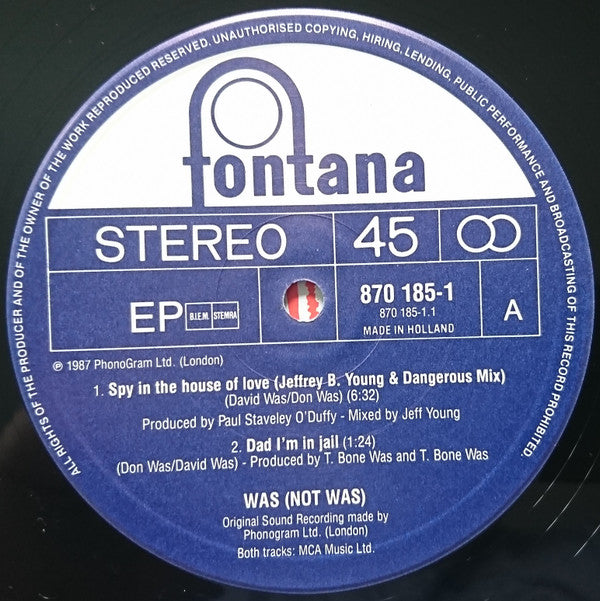 ALL RIGHTS OF THE PRODUCER AND OF THE OWNER OF THE WORK REPRODUCED RESERVED. UNAUTHORISED COPYING, HIRING, LENDING, PUBLIC PERFORMANCE AND BROADCASTING OF THIS RECORD PROHIBITED.
fontana
STEREO 45
EP B.I.E.M. STEMRA 870 185-1 A
870 185-1.1
MADE IN HOLLAND
℗ 1987 PhonoGram Ltd. (London)
1. Spy in the house of love (Jeffrey B. Young & Dangerous Mix)
(David Was/Don Was) (6:32)
Produced by Paul Staveley O'Duffy - Mixed by Jeff Young
2. Dad I'm in jail (1:24)
(Don Was/David Was) - Produced by T. Bone Was and T. Bone Was
WAS (NOT WAS)
Original Sound Recording made by
Phonogram Ltd. (London)
Both tracks: MCA Music Ltd.